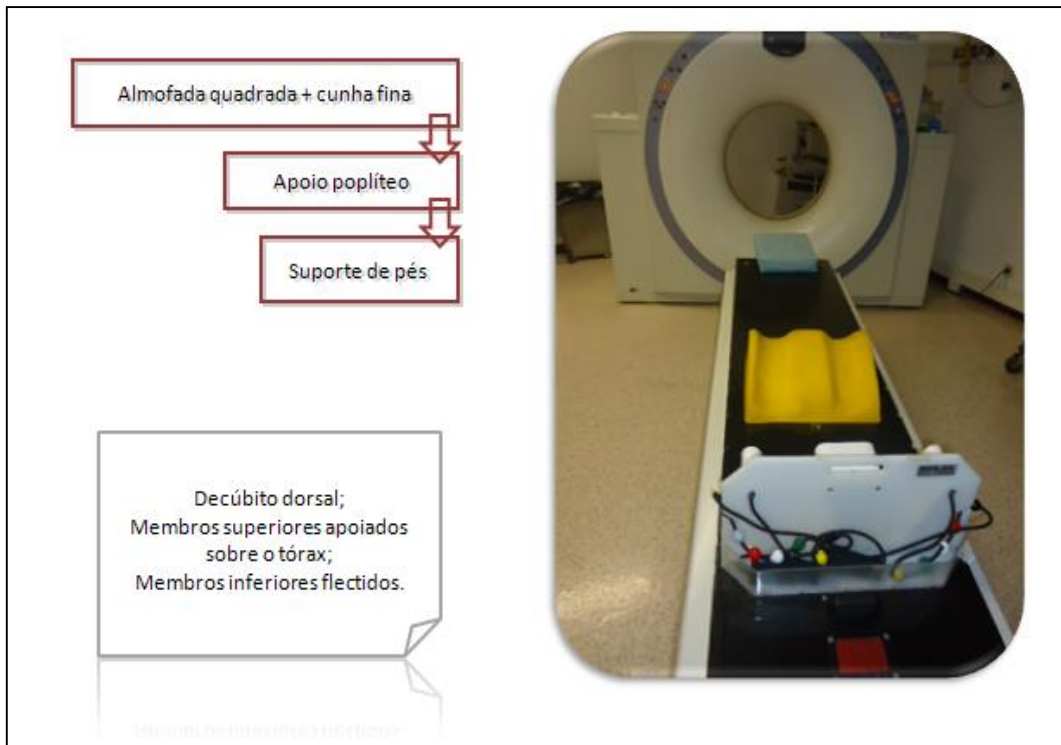 Almofada quadrada + cunha fina
Apoio poplíteo
Suporte de pés
Decúbito dorsal;
Membros superiores apoiados
sobre o tórax;
Membros inferiores flectidos.